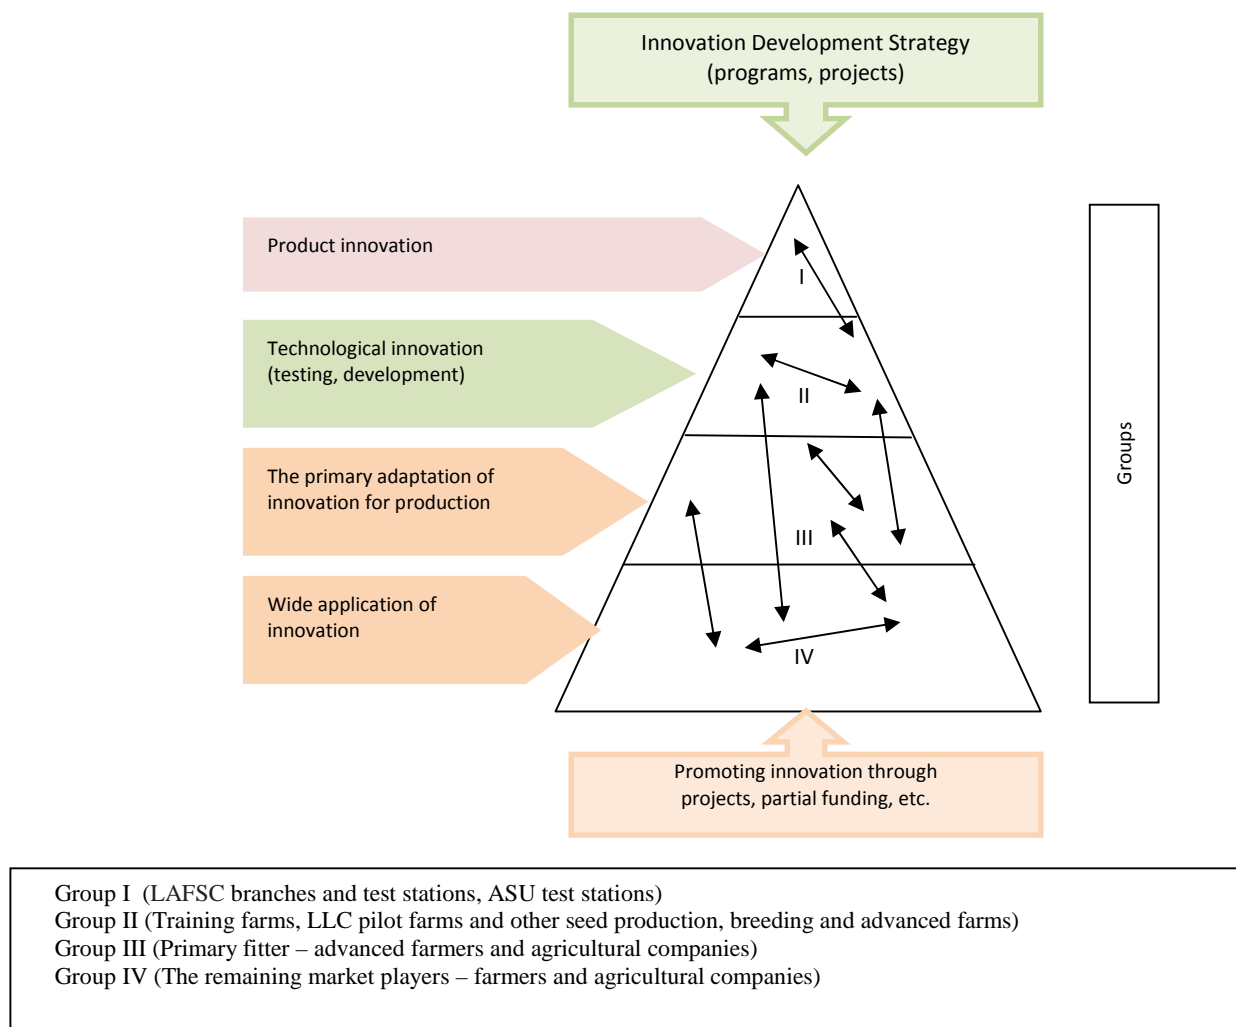 Innovation Development Strategy
(programs, projects)
Product innovation
I
Technological innovation
(testing, development)
II
The primary adaptation of
innovation for production
III
Wide application of
innovation
IV
Groups
Promoting innovation through
projects, partial funding, etc.
Group I (LAFSC branches and test stations, ASU test stations)
Group II (Training farms, LLC pilot farms and other seed production, breeding and advanced farms)
Group III (Primary fitter – advanced farmers and agricultural companies)
Group IV (The remaining market players – farmers and agricultural companies)